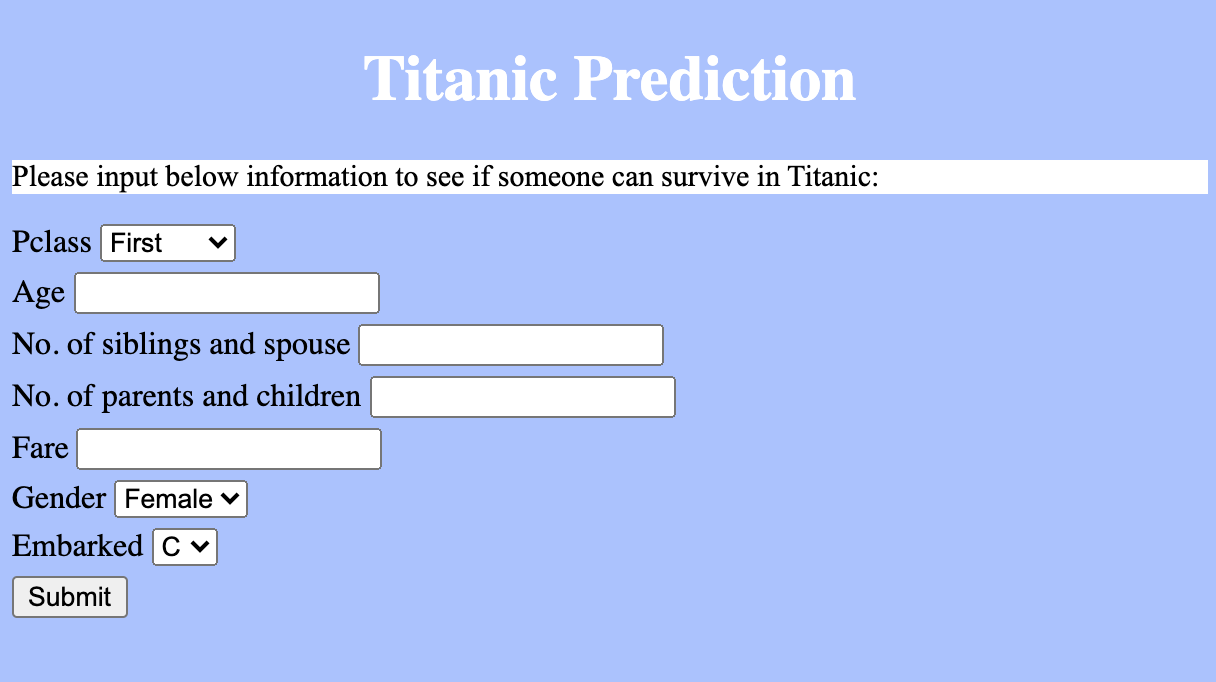 Titanic Prediction
Please input below information to see if someone can survive in Titanic:
Pclass First
Age
No. of siblings and spouse
No. of parents and children
Fare
Gender Female
Embarked C
Submit